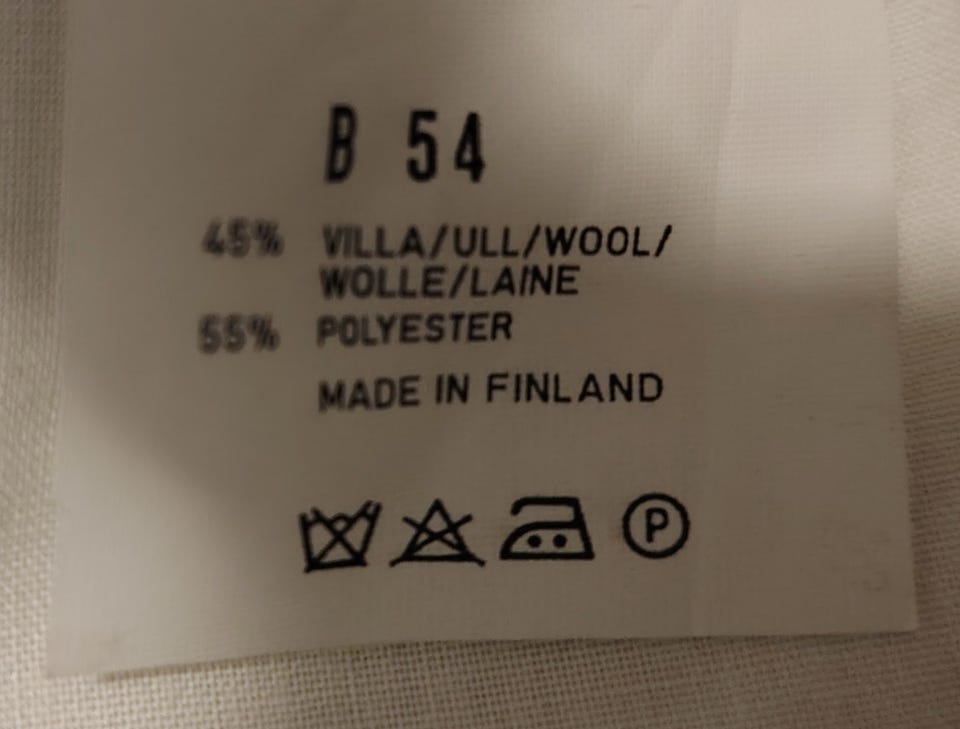 B 54
45% VILLA/ULL/WOOL/
WOLLE/LAINE
55% POLYESTER
MADE IN FINLAND
P